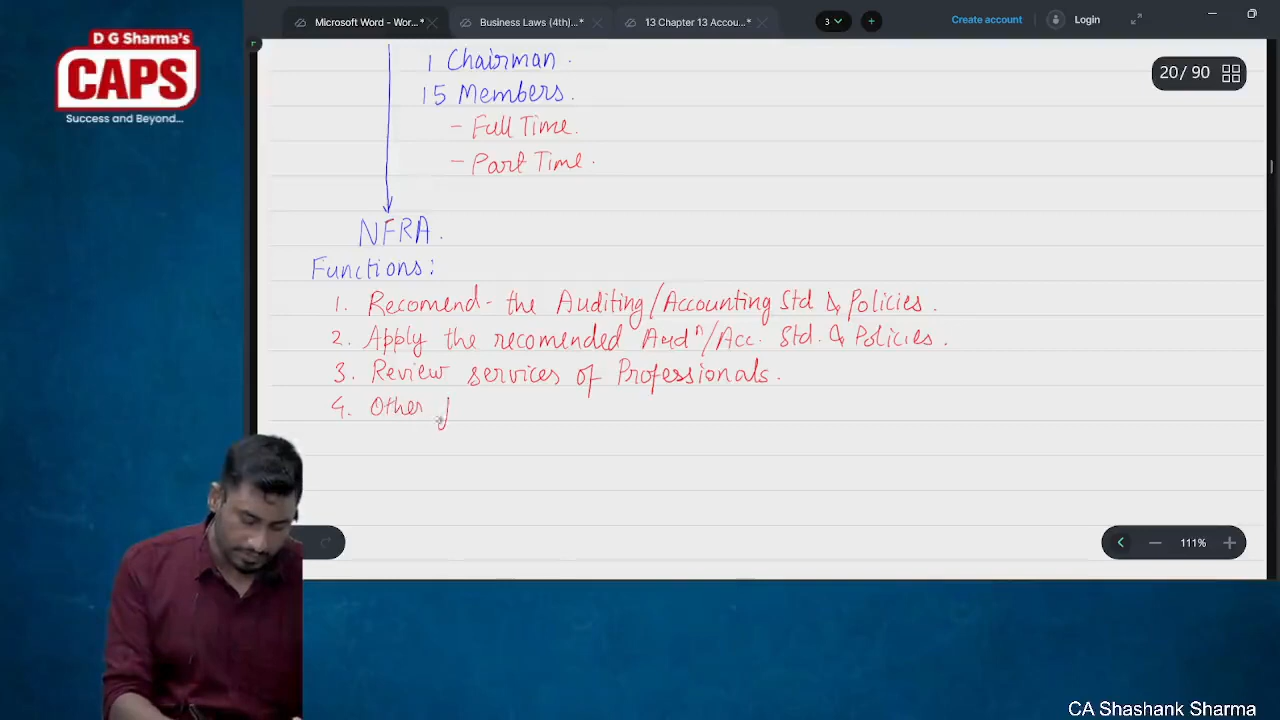 D G Sharma's
CAPS
Success and Beyond...
Microsoft Word - Wor...*
Business Laws (4th)...*
13 Chapter 13 Accou...*
3
Create account
Login
20/ 90
1 Chairman.
15 Members.
- Full Time.
- Part Time.
NFRA.
Functions:
1. Recomend- the Auditing/Accounting Std & Policies.
2. Apply the recomended Audⁿ/Acc. Std. & Policies.
3. Review services of Professionals.
4. Other f
111%
CA Shashank Sharma